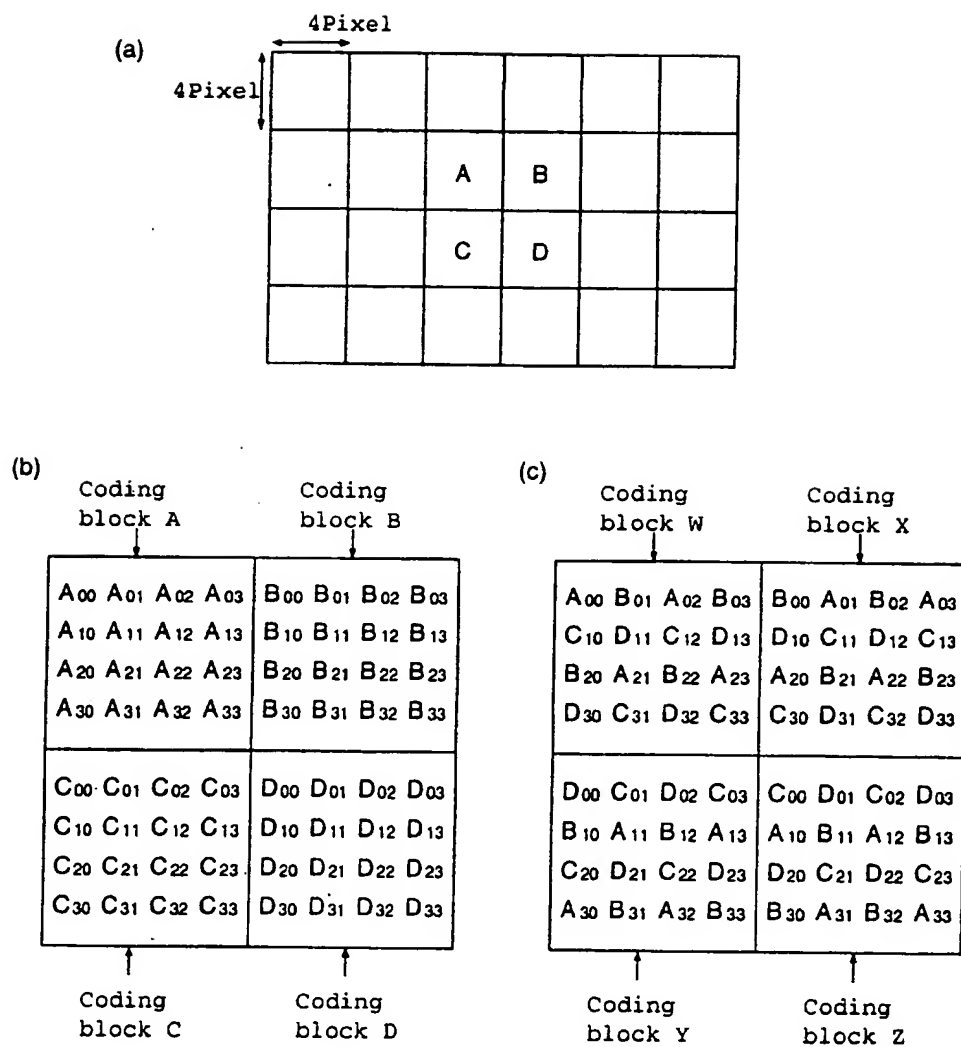 (a)
4Pixel
4Pixel
A B
C D
(b)
Coding
block A
Coding
block B
A00 A01 A02 A03 B00 B01 B02 B03
A10 A11 A12 A13 B10 B11 B12 B13
A20 A21 A22 A23 B20 B21 B22 B23
A30 A31 A32 A33 B30 B31 B32 B33
C00 C01 C02 C03 D00 D01 D02 D03
C10 C11 C12 C13 D10 D11 D12 D13
C20 C21 C22 C23 D20 D21 D22 D23
C30 C31 C32 C33 D30 D31 D32 D33
Coding
block C
Coding
block D
(c)
Coding
block W
Coding
block X
A00 B01 A02 B03 B00 A01 B02 A03
C10 D11 C12 D13 D10 C11 D12 C13
B20 A21 B22 A23 A20 B21 A22 B23
D30 C31 D32 C33 C30 D31 C32 D33
D00 C01 D02 C03 C00 D01 C02 D03
B10 A11 B12 A13 A10 B11 A12 B13
C20 D21 C22 D23 D20 C21 D22 C23
A30 B31 A32 B33 B30 A31 B32 A33
Coding
block Y
Coding
block Z